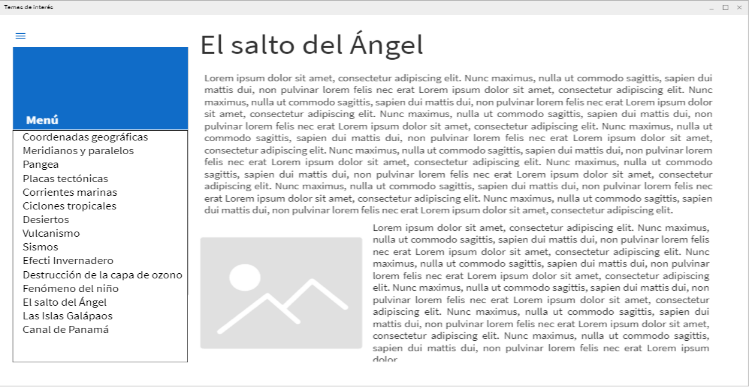 Temas de interés
El salto del Ángel
Menú
Coordenadas geográficas
Meridianos y paralelos
Pangea
Placas tectónicas
Corrientes marinas
Ciclones tropicales
Desiertos
Vulcanismo
Sismos
Efecti Invernadero
Destrucción de la capa de ozono
Fenómeno del niño
El salto del Ángel
Las Islas Galápaos
Canal de Panamá
Lorem ipsum dolor sit amet, consectetur adipiscing elit. Nunc maximus, nulla ut commodo sagittis, sapien dui
mattis dui, non pulvinar lorem felis nec erat Lorem ipsum dolor sit amet, consectetur adipiscing elit. Nunc
maximus, nulla ut commodo sagittis, sapien dui mattis dui, non pulvinar lorem felis nec erat Lorem ipsum dolor
sit amet, consectetur adipiscing elit. Nunc maximus, nulla ut commodo sagittis, sapien dui mattis dui, non
pulvinar lorem felis nec erat Lorem ipsum dolor sit amet, consectetur adipiscing elit. Nunc maximus, nulla ut
commodo sagittis, sapien dui mattis dui, non pulvinar lorem felis nec erat Lorem ipsum dolor sit amet,
consectetur adipiscing elit. Nunc maximus, nulla ut commodo sagittis, sapien dui mattis dui, non pulvinar lorem
felis nec erat Lorem ipsum dolor sit amet, consectetur adipiscing elit. Nunc maximus, nulla ut commodo
sagittis, sapien dui mattis dui, non pulvinar lorem felis nec erat Lorem ipsum dolor sit amet, consectetur
adipiscing elit. Nunc maximus, nulla ut commodo sagittis, sapien dui mattis dui, non pulvinar lorem felis nec
erat Lorem ipsum dolor sit amet, consectetur adipiscing elit. Nunc maximus, nulla ut commodo sagittis, sapien
dui mattis dui, non pulvinar lorem felis nec erat Lorem ipsum dolor sit amet, consectetur adipiscing elit.
Lorem ipsum dolor sit amet, consectetur adipiscing elit. Nunc maximus,
nulla ut commodo sagittis, sapien dui mattis dui, non pulvinar lorem felis
nec erat Lorem ipsum dolor sit amet, consectetur adipiscing elit. Nunc
maximus, nulla ut commodo sagittis, sapien dui mattis dui, non pulvinar
lorem felis nec erat Lorem ipsum dolor sit amet, consectetur adipiscing
elit. Nunc maximus, nulla ut commodo sagittis, sapien dui mattis dui, non
pulvinar lorem felis nec erat Lorem ipsum dolor sit amet, consectetur
adipiscing elit. Nunc maximus, nulla ut commodo sagittis, sapien dui
mattis dui, non pulvinar lorem felis nec erat Lorem ipsum dolor sit amet,
consectetur adipiscing elit. Nunc maximus, nulla ut commodo sagittis,
sapien dui mattis dui, non pulvinar lorem felis nec erat Lorem ipsum
dolor